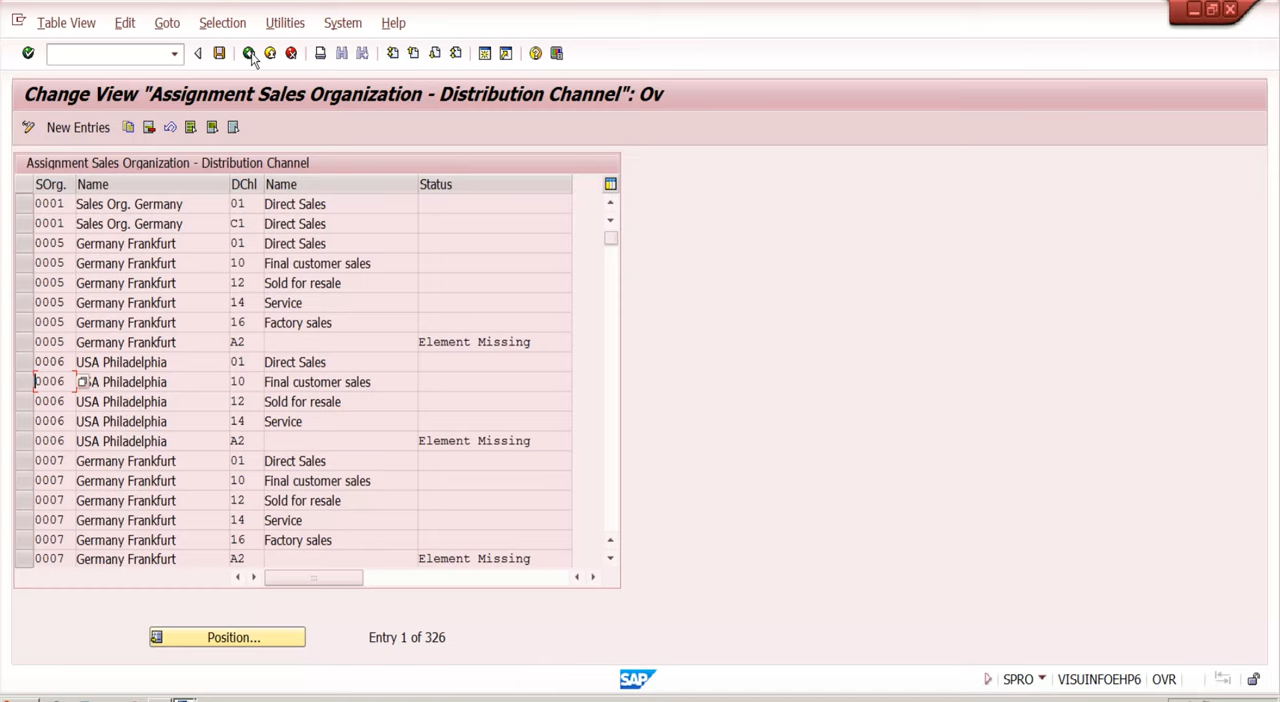 Table View Edit Goto Selection Utilities System Help
Change View "Assignment Sales Organization - Distribution Channel": Ov
New Entries
Assignment Sales Organization - Distribution Channel
SOrg. Name DChl Name Status
0001 Sales Org. Germany 01 Direct Sales
0001 Sales Org. Germany C1 Direct Sales
0005 Germany Frankfurt 01 Direct Sales
0005 Germany Frankfurt 10 Final customer sales
0005 Germany Frankfurt 12 Sold for resale
0005 Germany Frankfurt 14 Service
0005 Germany Frankfurt 16 Factory sales
0005 Germany Frankfurt A2 Element Missing
0006 USA Philadelphia 01 Direct Sales
0006 SA Philadelphia 10 Final customer sales
0006 USA Philadelphia 12 Sold for resale
0006 USA Philadelphia 14 Service
0006 USA Philadelphia A2 Element Missing
0007 Germany Frankfurt 01 Direct Sales
0007 Germany Frankfurt 10 Final customer sales
0007 Germany Frankfurt 12 Sold for resale
0007 Germany Frankfurt 14 Service
0007 Germany Frankfurt 16 Factory sales
0007 Germany Frankfurt A2 Element Missing
Position... Entry 1 of 326
SAP SPRO VISUINFOEHP6 OVR